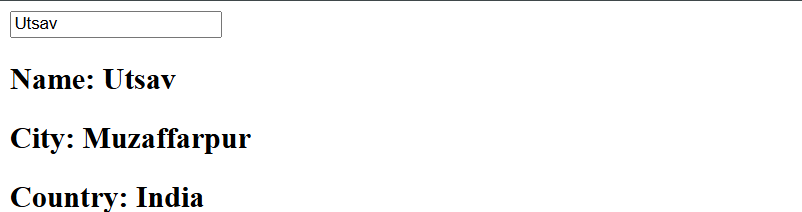 Utsav
Name: Utsav
City: Muzaffarpur
Country: India